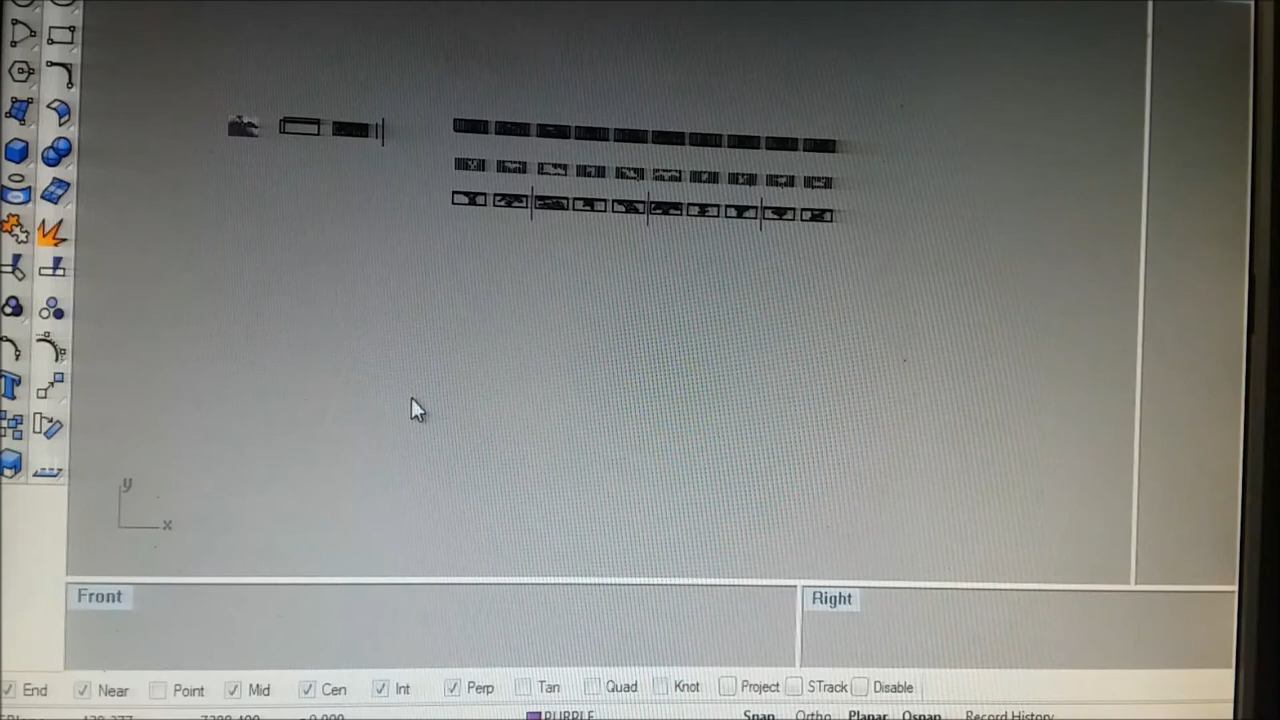 y
x
Front
Right
End Near Point Mid Cen Int Perp Tan Quad Knot Project STrack Disable
PURPLE Snap Ortho Planar Osnap Record History